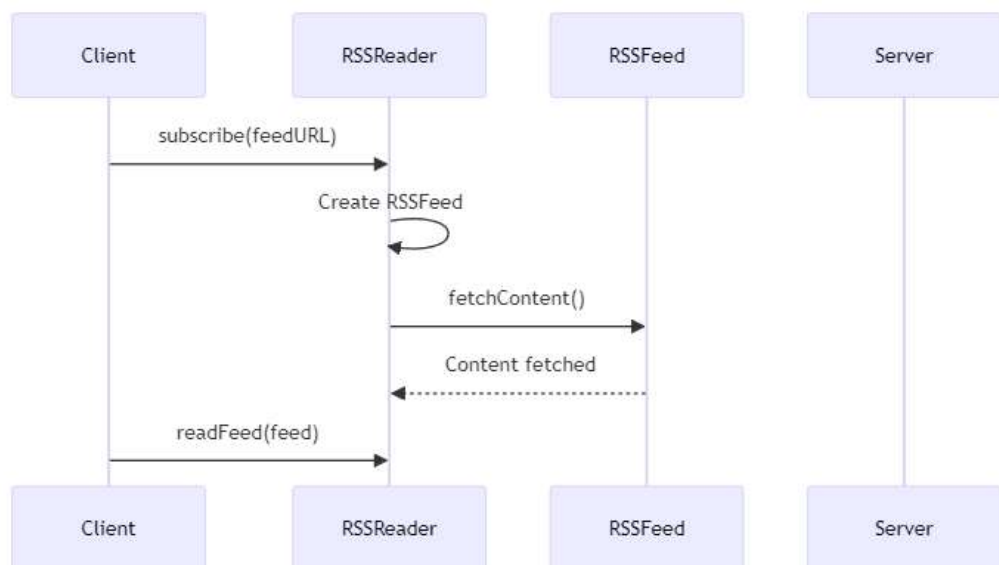 Client RSSReader RSSFeed Server
subscribe(feedURL)
Create RSSFeed
fetchContent()
Content fetched
readFeed(feed)
Client RSSReader RSSFeed Server